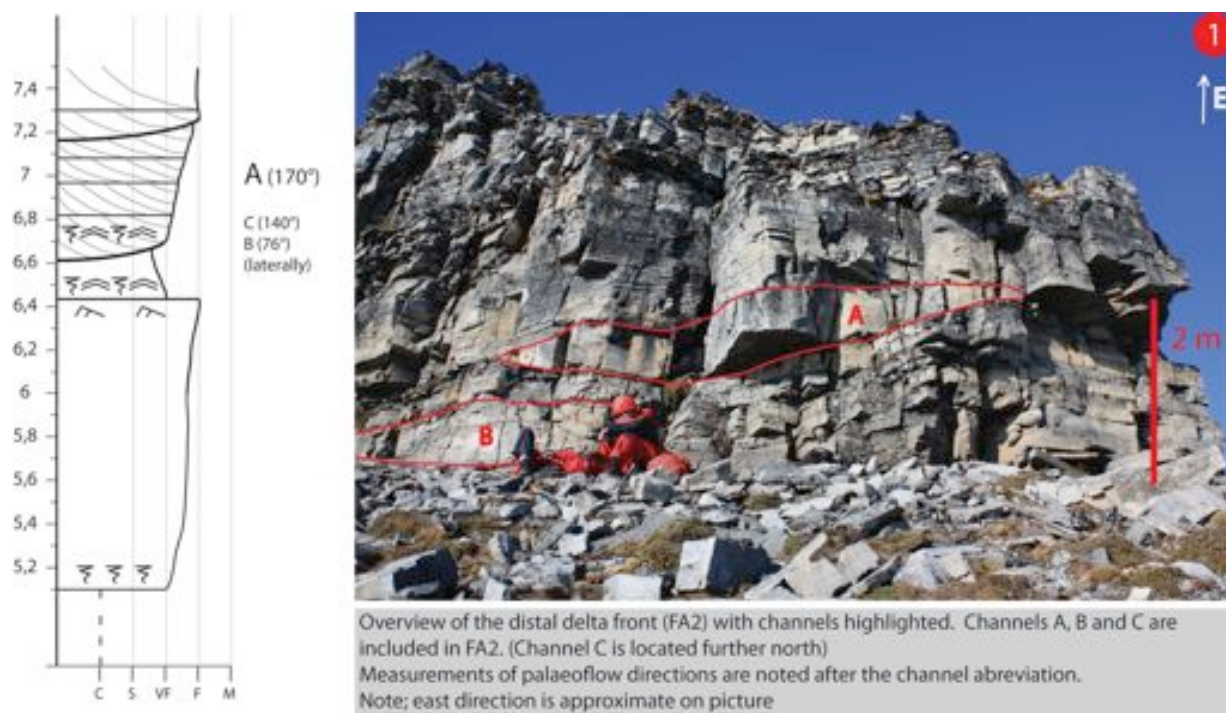 7,4
7,2
7
6,8
6,6
6,4
6,2
6
5,8
5,6
5,4
5,2
C S VF F M
A (170°)
C (140°)
B (76°)
(laterally)
1
E
A
B
2 m
Overview of the distal delta front (FA2) with channels highlighted. Channels A, B and C are
included in FA2. (Channel C is located further north)
Measurements of palaeoflow directions are noted after the channel abreviation.
Note; east direction is approximate on picture